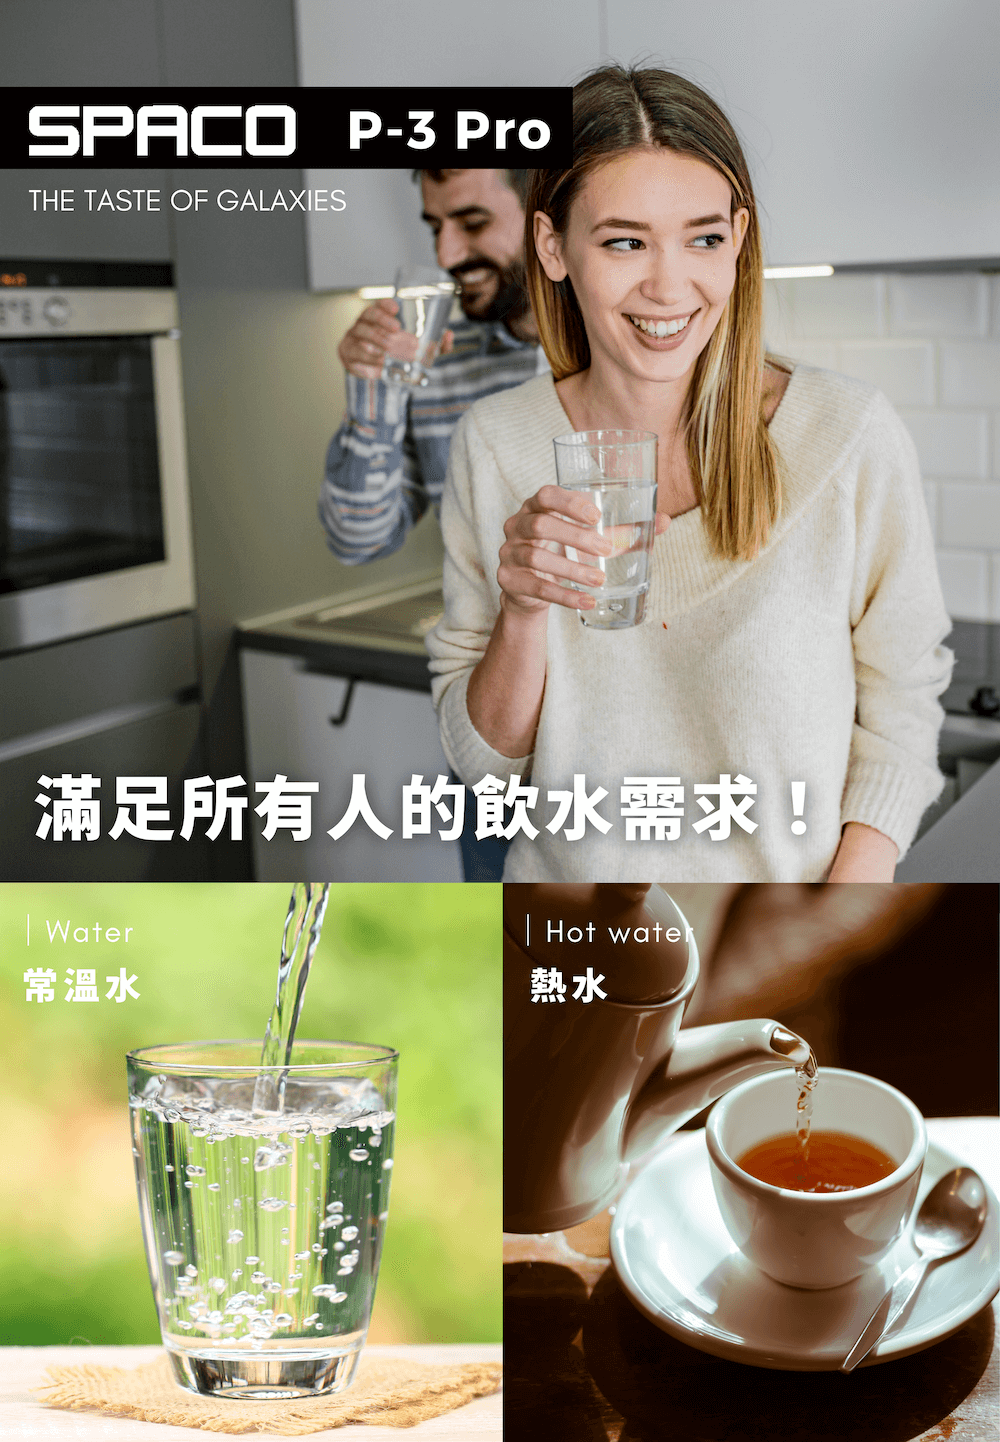 SPACO P-3 Pro
THE TASTE OF GALAXIES
滿足所有人的飲水需求！
Water
常溫水
Hot water
熱水